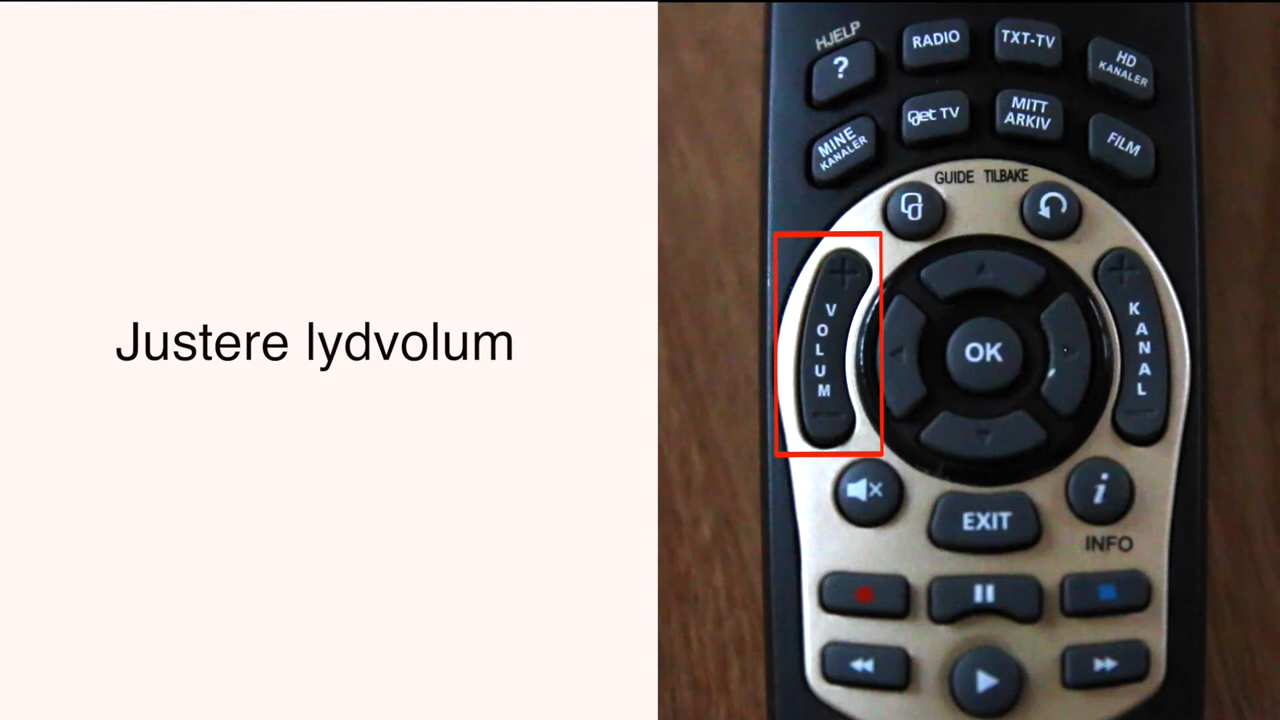 Justere lydvolum
HJELP
?
RADIO
TXT-TV
HD
KANALER
MINE
KANALER
Get TV
MITT
ARKIV
FILM
GUIDE TILBAKE
+
VOLUM
-
OK
+
KANAL
-
i
EXIT
INFO